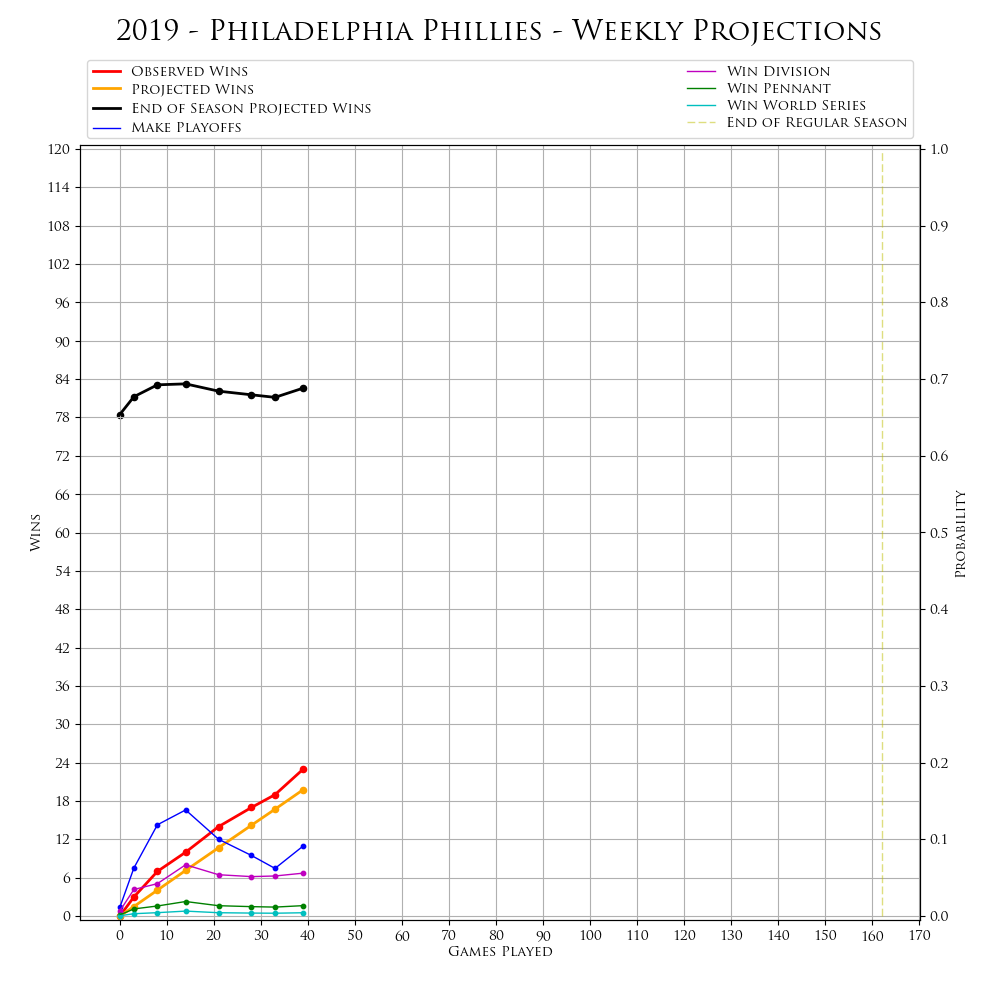 2019 - Philadelphia Phillies - Weekly Projections
Observed Wins
Projected Wins
End of Season Projected Wins
Make Playoffs
Win Division
Win Pennant
Win World Series
End of Regular Season
120
114
108
102
96
90
84
78
72
66
60
54
48
42
36
30
24
18
12
6
0
Wins
1.0
0.9
0.8
0.7
0.6
0.5
0.4
0.3
0.2
0.1
0.0
Probability
0 10 20 30 40 50 60 70 80 90 100 110 120 130 140 150 160 170
Games Played